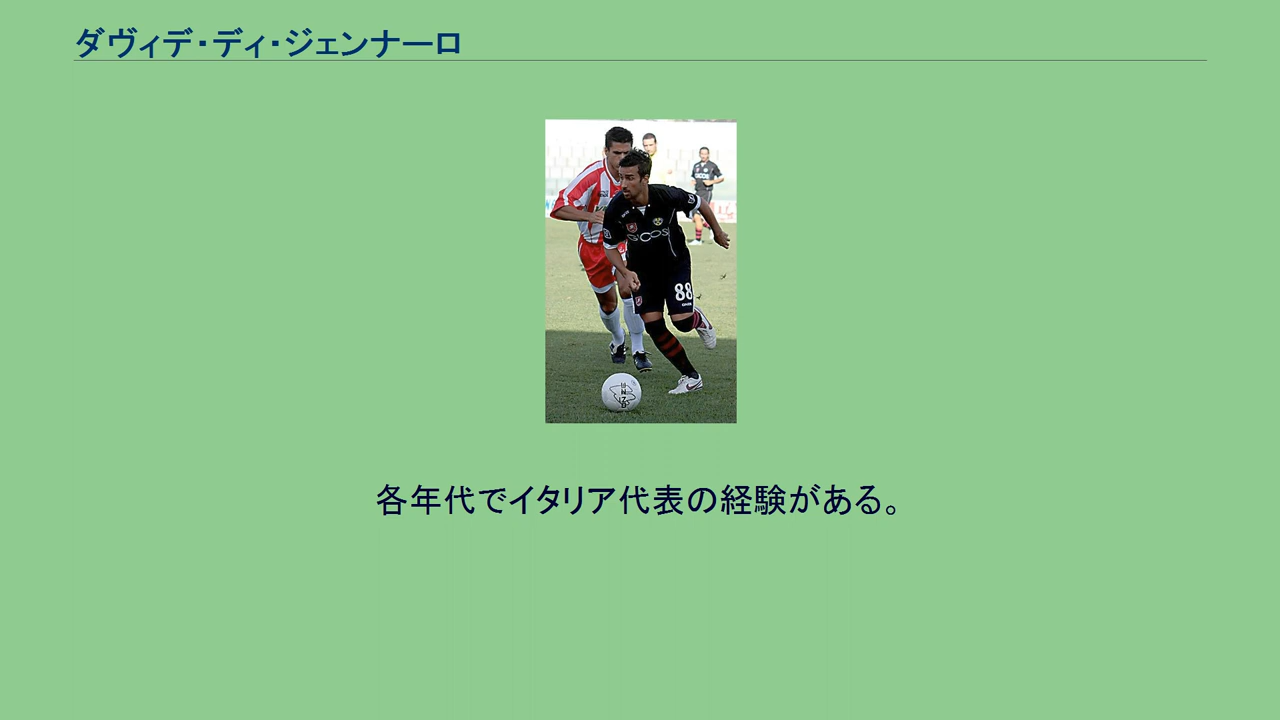 ダヴィデ・ディ・ジェンナーロ
88
各年代でイタリア代表の経験がある。